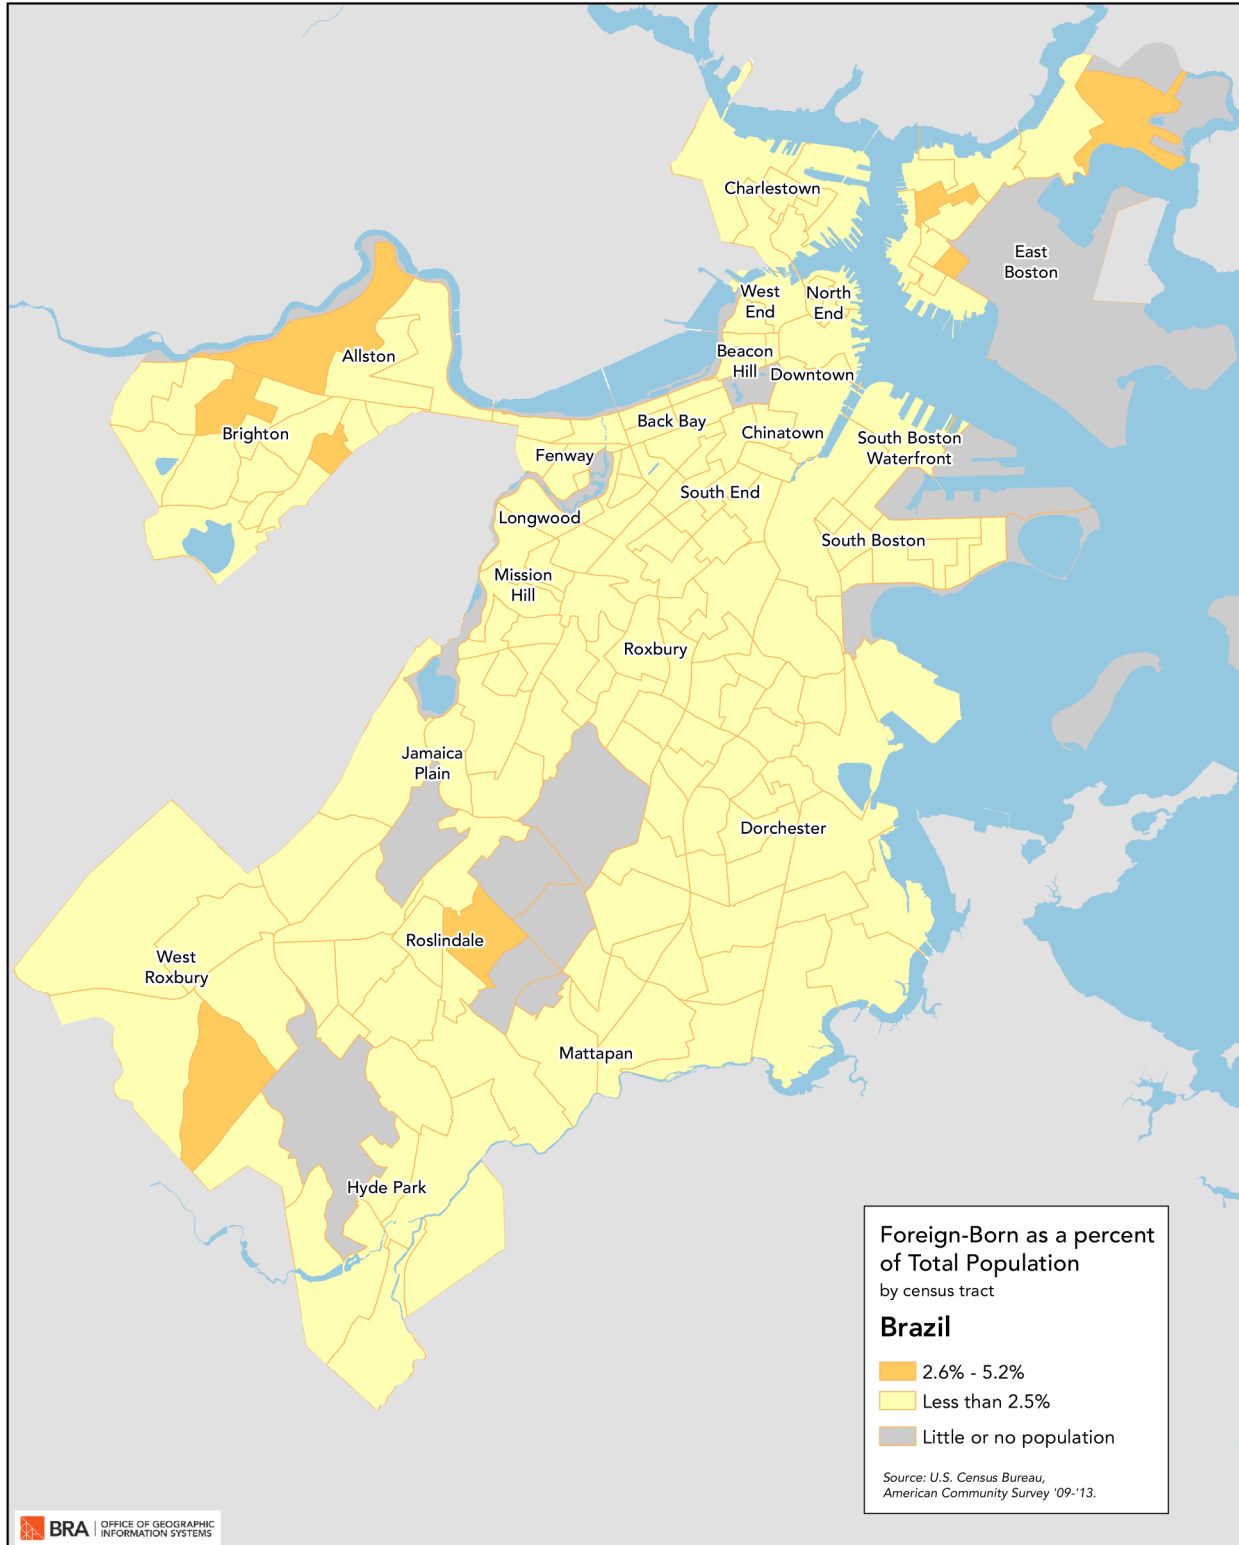 Charlestown
East
Boston
West
End
North
End
Allston
Beacon
Hill
Downtown
Back Bay
Brighton
Chinatown
South Boston
Waterfront
Fenway
South End
Longwood
South Boston
Mission
Hill
Roxbury
Jamaica
Plain
Dorchester
Roslindale
West
Roxbury
Mattapan
Hyde Park
Foreign-Born as a percent
of Total Population
by census tract
Brazil
2.6% - 5.2%
Less than 2.5%
Little or no population
Source: U.S. Census Bureau,
American Community Survey '09-'13.
BRA
OFFICE OF GEOGRAPHIC
INFORMATION SYSTEMS